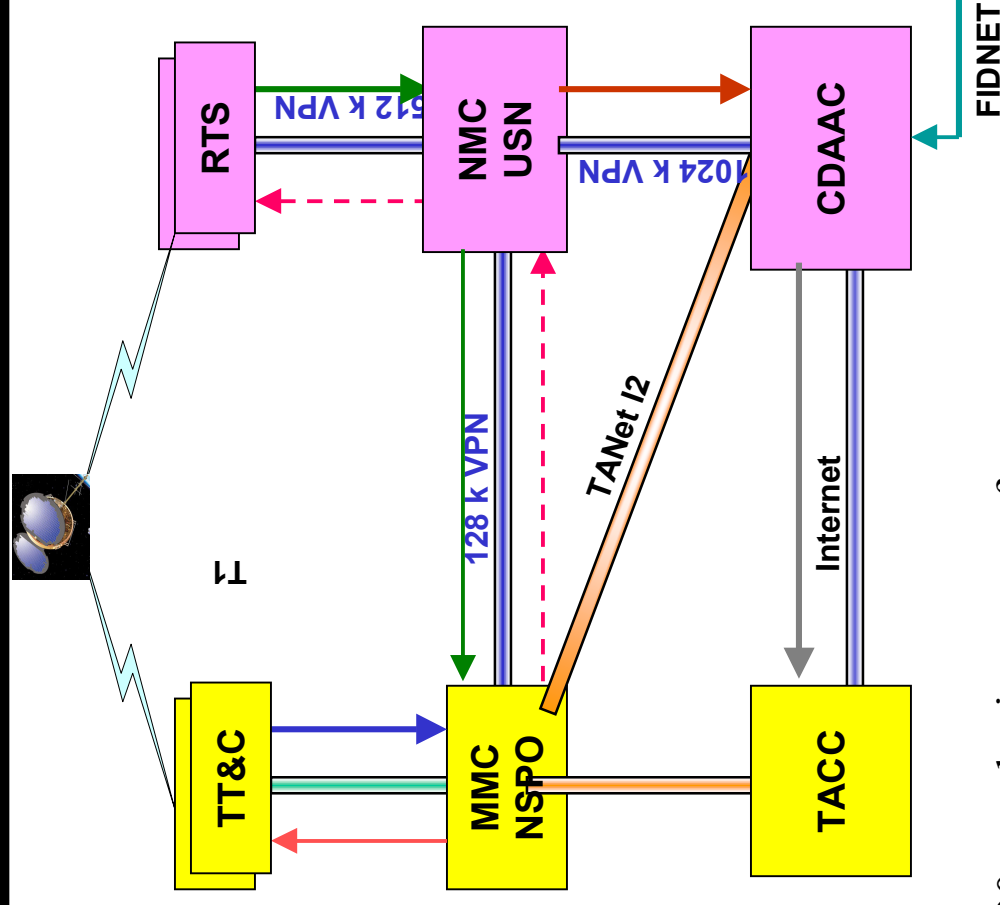 RTS
512 k VPN
NMC
USN
1024 k VPN
CDAAC
FIDNET
T1
128 k VPN
TANet I2
Internet
TT&C
MMC
NSPO
TACC